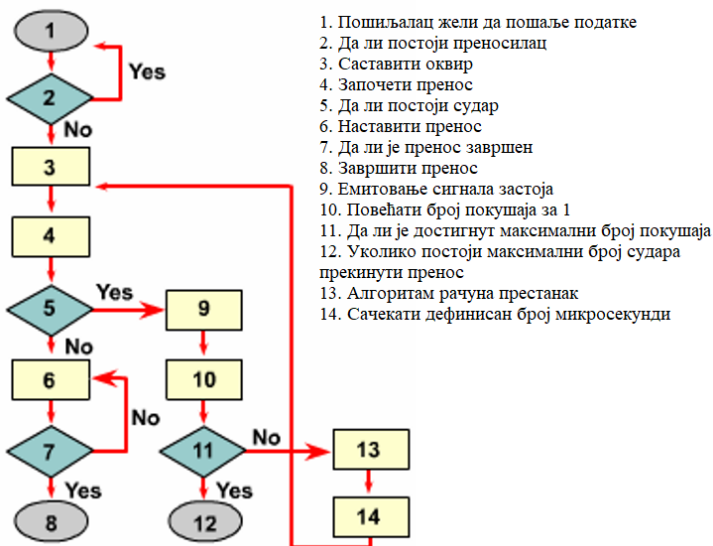 1
Yes
2
No
3
4
5
Yes
No
6
No
7
Yes
8
9
10
11
No
Yes
12
13
14
1. Пошиљалац жели да пошаље податке
2. Да ли постоји преносилац
3. Саставити оквир
4. Започети пренос
5. Да ли постоји судар
6. Наставити пренос
7. Да ли је пренос завршен
8. Завршити пренос
9. Емитовање сигнала застоја
10. Повећати број покушаја за 1
11. Да ли је достигнут максимални број покушаја
12. Уколико постоји максимални број судара
прекинути пренос
13. Алгоритам рачуна престанак
14. Сачекати дефинисан број микросекунди